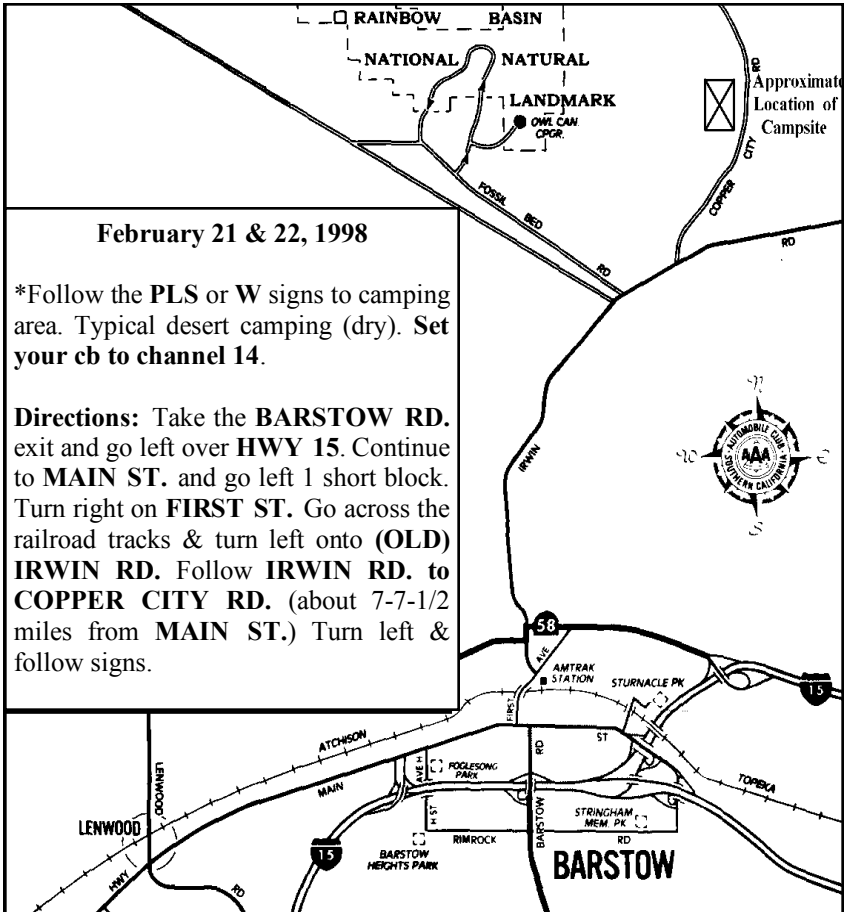 RAINBOW BASIN
NATIONAL NATURAL
LANDMARK
OWL CAN.
CPGR.
RD
Approximate
Location of
Campsite
CITY
COPPER
RD
FOSSIL
BED
RD
February 21 & 22, 1998
*Follow the PLS or W signs to camping
area. Typical desert camping (dry). Set
your cb to channel 14.
Directions: Take the BARSTOW RD.
exit and go left over HWY 15. Continue
to MAIN ST. and go left 1 short block.
Turn right on FIRST ST. Go across the
railroad tracks & turn left onto (OLD)
IRWIN RD. Follow IRWIN RD. to
COPPER CITY RD. (about 7-7-1/2
miles from MAIN ST.) Turn left &
follow signs.
IRWIN
N
W
E
S
AUTOMOBILE CLUB
AAA
SOUTHERN CALIFORNIA
58
AVE
AMTRAK
STATION
STURNACLE PK
15
FIRST
ATCHISON
ST
RD
TOPEKA
MAIN
AVE H
FOGLESONG
PARK
LENWOOD
LENWOOD
H ST
STRINGHAM
MEM. PK
BARSTOW
RIMROCK
RD
15
BARSTOW
HEIGHTS PARK
BARSTOW
HWY
RD